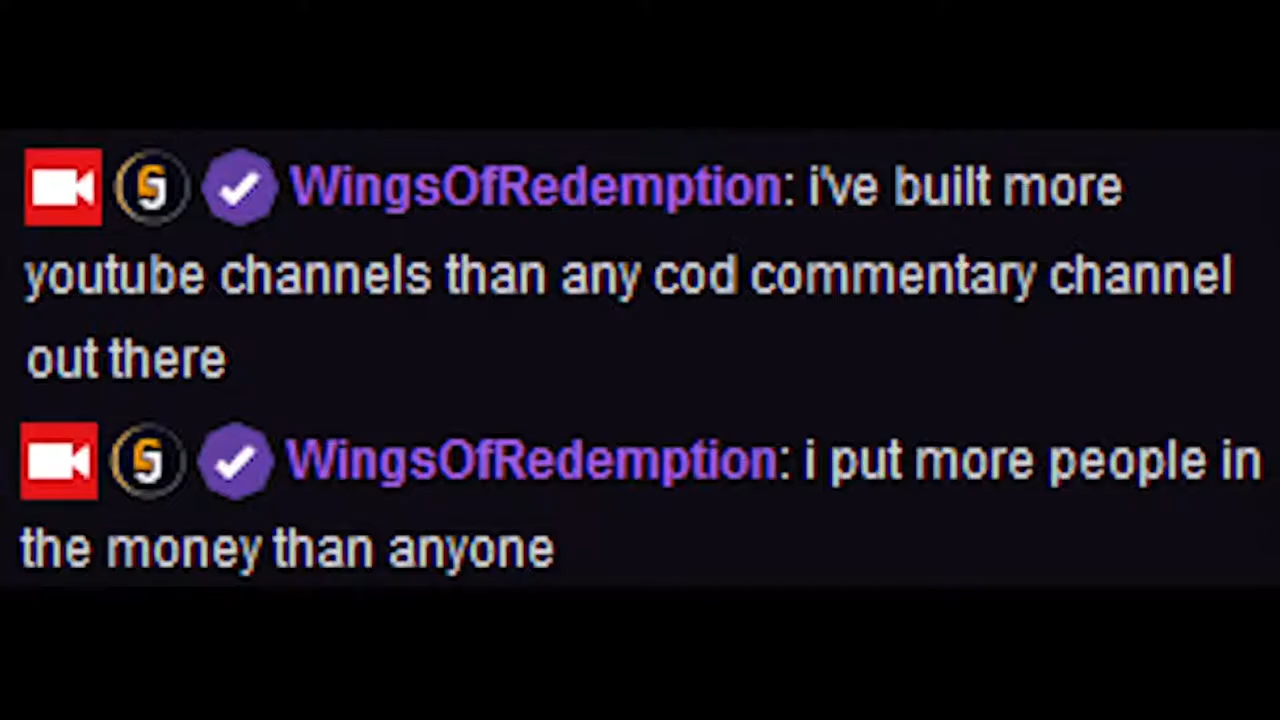 WingsOfRedemption: i've built more
youtube channels than any cod commentary channel
out there
WingsOfRedemption: i put more people in
the money than anyone